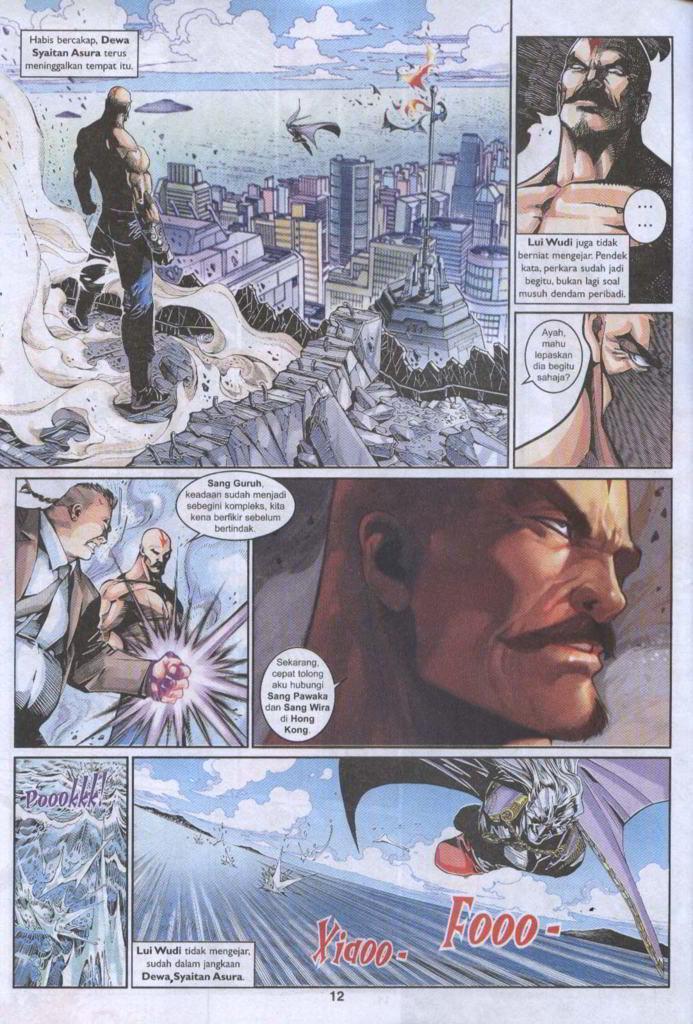 Habis bercakap, Dewa
Syaitan Asura terus
meninggalkan tempat itu.
...
...
Lui Wudi juga tidak
berniat mengejar. Pendek
kata, perkara sudah jadi
begitu, bukan lagi soal
musuh dendam peribadi.
Ayah,
mahu
lepaskan
dia begitu
sahaja?
Sang Guruh,
keadaan sudah menjadi
sebegini kompleks, kita
kena berfikir sebelum
bertindak.
Sekarang,
cepat tolong
aku hubungi
Sang Pawaka
dan Sang Wira
di Hong
Kong.
Poookkk!
Xiaoo-
Fooo-
Lui Wudi tidak mengejar,
sudah dalam jangkaan
Dewa Syaitan Asura.
12